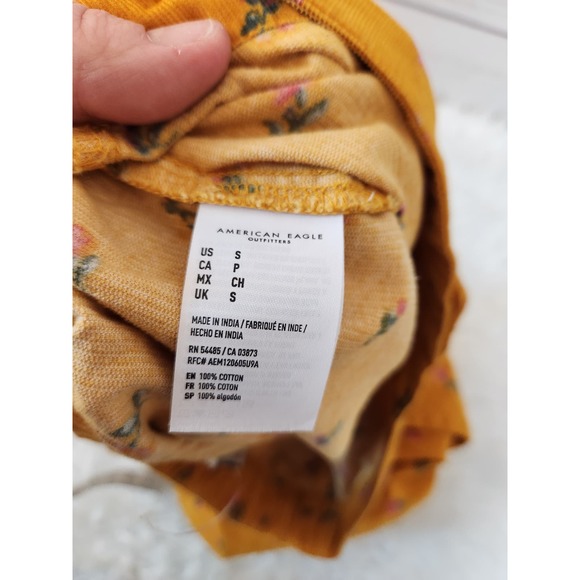 AMERICAN EAGLE
OUTFITTERS
US S
CA P
MX CH
UK S
MADE IN INDIA / FABRIQUÉ EN INDE /
HECHO EN INDIA
RN 54485 / CA 03873
RFC# AEM120605U9A
EN 100% COTTON
FR 100% COTON
SP 100% algodón